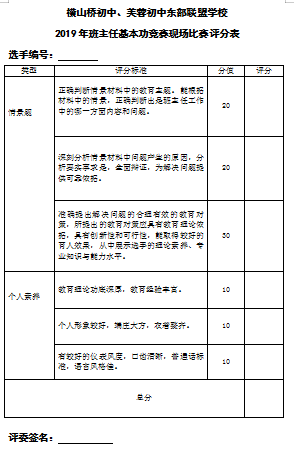 横山桥初中、芙蓉初中东部联盟学校
2019 年班主任基本功竞赛现场比赛评分表
选手编号：
类型 评分标准 分值 评分
情景题 正确判断情景材料中的教育主题。能根据
材料中的情景，正确判断出是班主任工作
中的哪一方面内容和问题。 20
深刻分析情景材料中问题产生的原因，分
析要实事求是，全面辩证，为解决问题提
供可靠依据。 20
准确提出解决问题的合理有效的教育对
策，所提出的教育对策应具有教育理论依
据，具有创新性和可行性，能取得较好的
育人效果，从中展示选手的理论素养、专
业知识与能力水平。 30
个人素养 教育理论功底深厚，教育经验丰富。 10
个人形象较好，端庄大方，衣着整齐。 10
有较好的仪表风度，口齿清晰，普通话标
准，语言风格佳。 10
总分
评委签名：